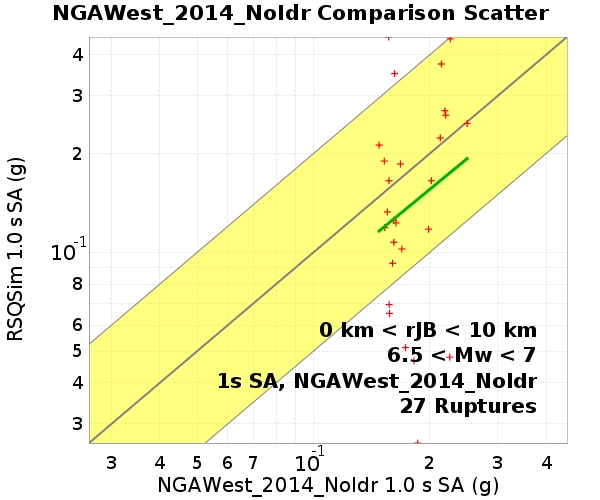 NGAWest_2014_NoIdr Comparison Scatter
RSQSim 1.0 s SA (g)
4
3
2
10-1
8
6
5
4
3
0 km < rJB < 10 km
6.5 < Mw < 7
1s SA, NGAWest_2014_NoIdr
27 Ruptures
3 4 5 6 7 10-1 2 3 4
NGAWest_2014_NoIdr 1.0 s SA (g)